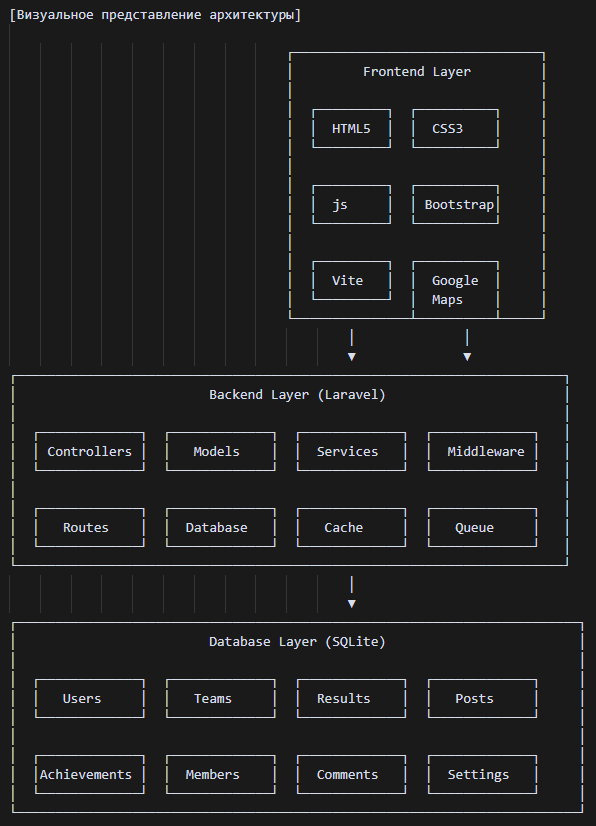 [Визуальное представление архитектуры]
Frontend Layer
HTML5 CSS3
js Bootstrap
Vite Google
Maps
Backend Layer (Laravel)
Controllers Models Services Middleware
Routes Database Cache Queue
Database Layer (SQLite)
Users Teams Results Posts
Achievements Members Comments Settings